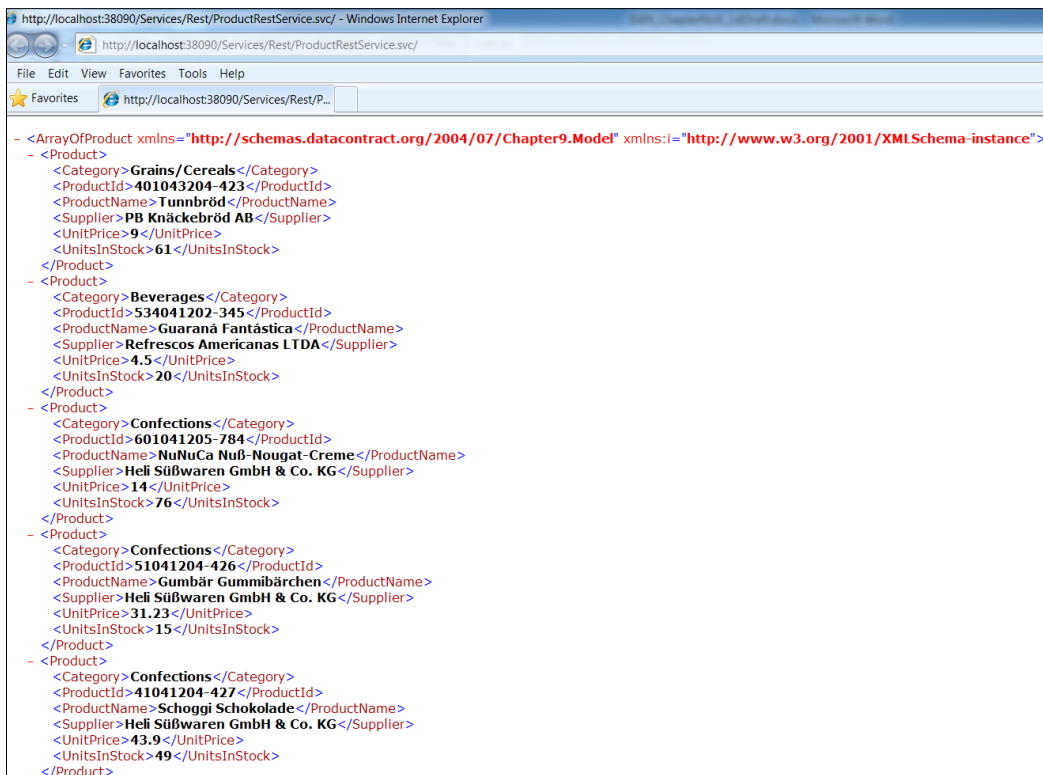 http://localhost:38090/Services/Rest/ProductRestService.svc/ - Windows Internet Explorer
http://localhost:38090/Services/Rest/ProductRestService.svc/
File Edit View Favorites Tools Help
Favorites http://localhost:38090/Services/Rest/P...
- <ArrayOfProduct xmlns="http://schemas.datacontract.org/2004/07/Chapter9.Model" xmlns:i="http://www.w3.org/2001/XMLSchema-instance">
- <Product>
<Category>Grains/Cereals</Category>
<ProductId>401043204-423</ProductId>
<ProductName>Tunnbröd</ProductName>
<Supplier>PB Knäckebröd AB</Supplier>
<UnitPrice>9</UnitPrice>
<UnitsInStock>61</UnitsInStock>
</Product>
- <Product>
<Category>Beverages</Category>
<ProductId>534041202-345</ProductId>
<ProductName>Guaraná Fantástica</ProductName>
<Supplier>Refrescos Americanas LTDA</Supplier>
<UnitPrice>4.5</UnitPrice>
<UnitsInStock>20</UnitsInStock>
</Product>
- <Product>
<Category>Confections</Category>
<ProductId>601041205-784</ProductId>
<ProductName>NuNuCa Nuß-Nougat-Creme</ProductName>
<Supplier>Heli Süßwaren GmbH & Co. KG</Supplier>
<UnitPrice>14</UnitPrice>
<UnitsInStock>76</UnitsInStock>
</Product>
- <Product>
<Category>Confections</Category>
<ProductId>51041204-426</ProductId>
<ProductName>Gumbär Gummibärchen</ProductName>
<Supplier>Heli Süßwaren GmbH & Co. KG</Supplier>
<UnitPrice>31.23</UnitPrice>
<UnitsInStock>15</UnitsInStock>
</Product>
- <Product>
<Category>Confections</Category>
<ProductId>41041204-427</ProductId>
<ProductName>Schoggi Schokolade</ProductName>
<Supplier>Heli Süßwaren GmbH & Co. KG</Supplier>
<UnitPrice>43.9</UnitPrice>
<UnitsInStock>49</UnitsInStock>
</Product>